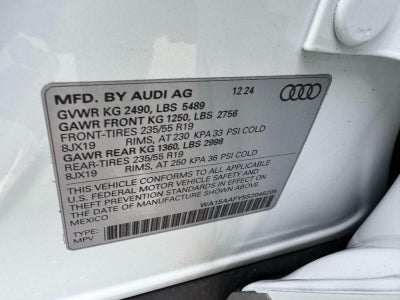 MFD. BY AUDI AG 12 24
GVWR KG 2490, LBS 5489
GAWR FRONT KG 1250, LBS 2756
FRONT-TIRES 235/55 R19
8JX19 RIMS, AT 230 KPA 33 PSI COLD
GAWR REAR KG 1360, LBS 2998
REAR-TIRES 235/55 R19
8JX19 RIMS, AT 250 KPA 36 PSI COLD
THIS VEHICLE CONFORMS TO ALL APPLICABLE
U.S. FEDERAL MOTOR VEHICLE SAFETY AND
THEFT PREVENTION STANDARDS IN EFFECT
ON THE DATE OF MANUFACTURE SHOWN ABOVE.
MEXICO
TYPE:
MPV